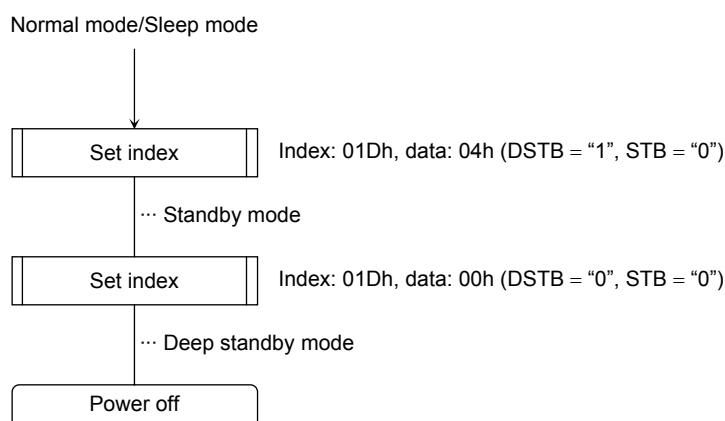 Normal mode/Sleep mode
Set index
Index: 01Dh, data: 04h (DSTB = “1”, STB = “0”)
··· Standby mode
Set index
Index: 01Dh, data: 00h (DSTB = “0”, STB = “0”)
··· Deep standby mode
Power off